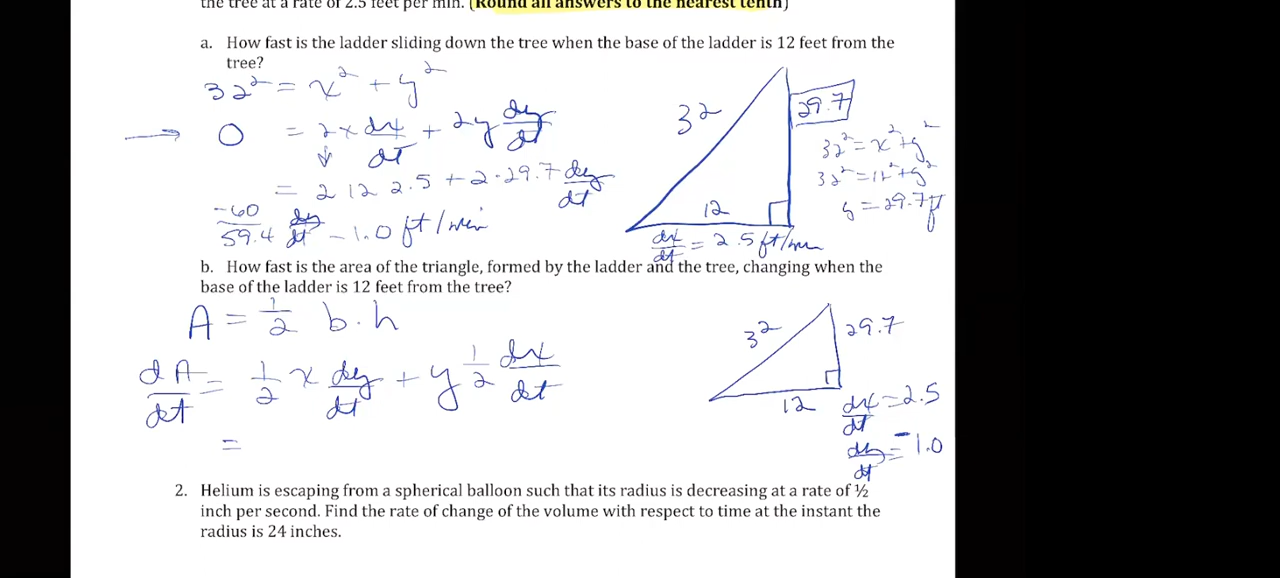 the tree at a rate of 2.5 feet per min. (Round all answers to the nearest tenth)
a. How fast is the ladder sliding down the tree when the base of the ladder is 12 feet from the
tree?
32² = x² + y²
→ 0 = 2x dx/dt + 2y dy/dt
= 2 12 2.5 + 2·29.7 dy/dt
-60/59.4 dy/dt -1.0 ft/min
32
29.7
12
dx/dt = 2.5 ft/min
32² = x² + y²
32² = 12² + y²
y = 29.7 ft
b. How fast is the area of the triangle, formed by the ladder and the tree, changing when the
base of the ladder is 12 feet from the tree?
A = 1/2 b·h
dA/dt = 1/2 x dy/dt + y 1/2 dx/dt
=
32
29.7
12
dx/dt = 2.5
dy/dt = -1.0
2. Helium is escaping from a spherical balloon such that its radius is decreasing at a rate of ½
inch per second. Find the rate of change of the volume with respect to time at the instant the
radius is 24 inches.